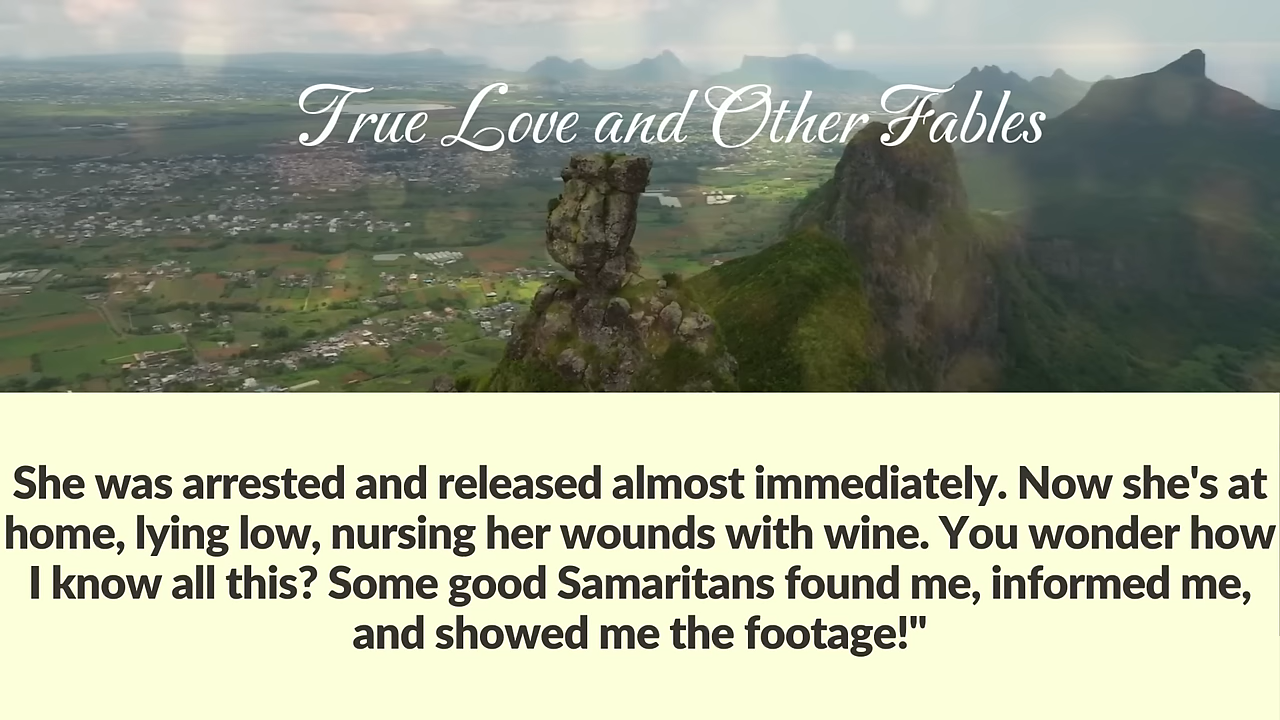 True Love and Other Fables
She was arrested and released almost immediately. Now she's at
home, lying low, nursing her wounds with wine. You wonder how
I know all this? Some good Samaritans found me, informed me,
and showed me the footage!"